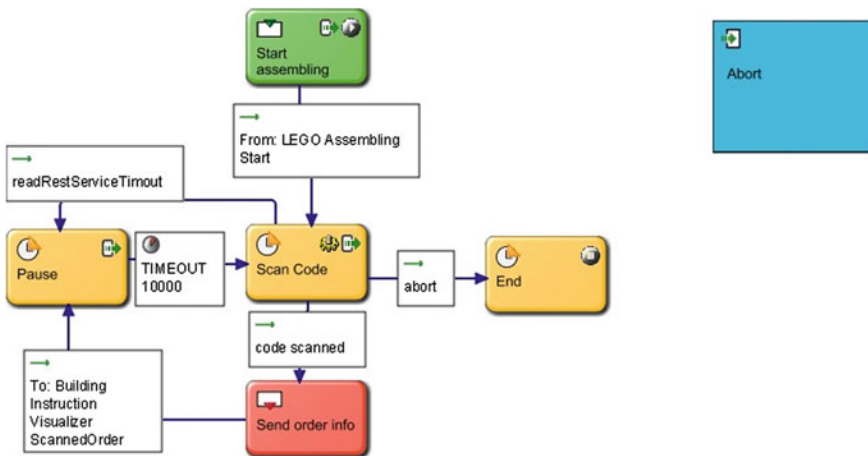 Start
assembling
Abort
From: LEGO Assembling
Start
readRestServiceTimout
Pause
TIMEOUT
10000
Scan Code
abort
End
code scanned
To: Building
Instruction
Visualizer
ScannedOrder
Send order info